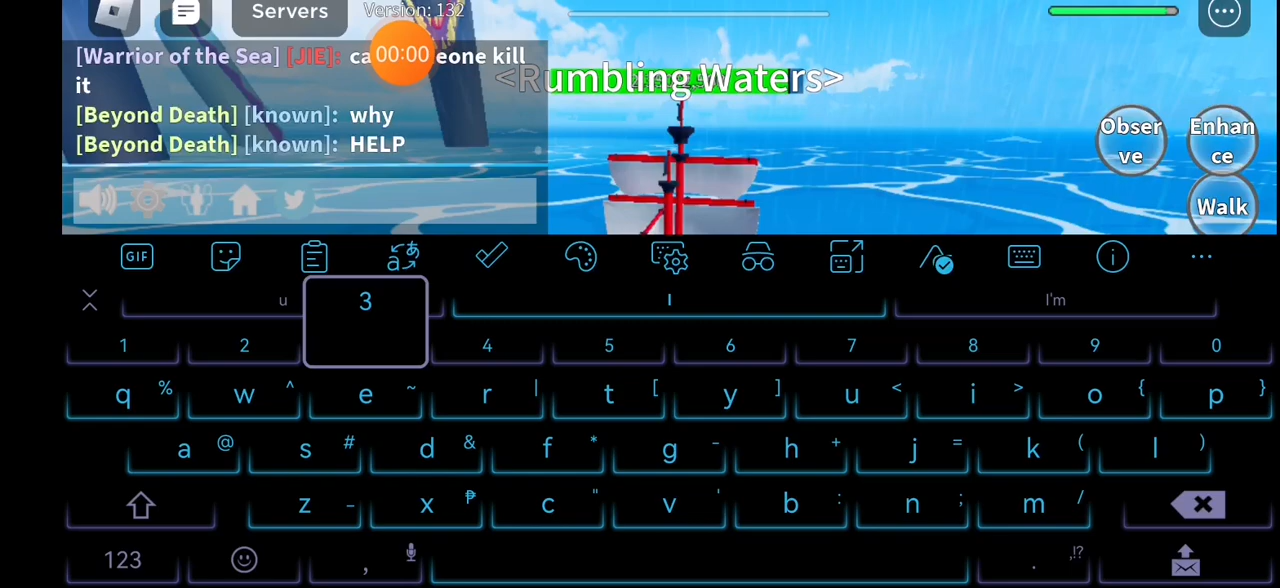 Servers
Version: 132
[Warrior of the Sea] [JIE]: ca eone kill
it
[Beyond Death] [known]: why
[Beyond Death] [known]: HELP
00:00
<Rumbling Waters>
Obser
ve
Enhan
ce
Walk
GIF
u
3
I
I'm
1 2 4 5 6 7 8 9 0
q % w ^ e ~ r | t [ y ] u < i > o { p }
a @ s # d & f * g - h + j = k ( l )
z _ x ₱ c " v ' b : n ; m /
123 , . ,!?